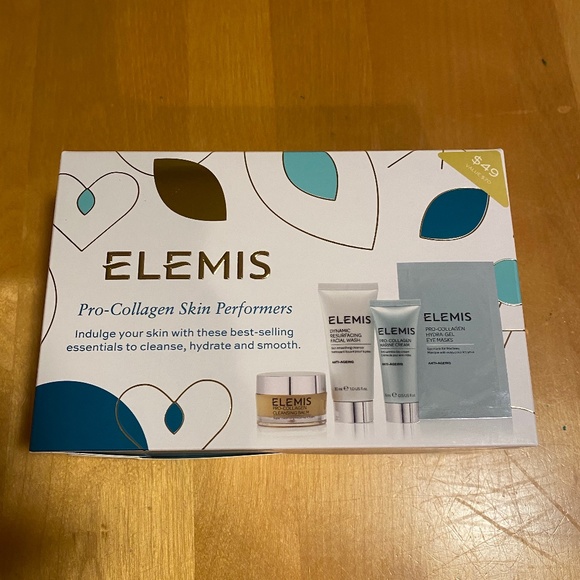 $49
ELEMIS
Pro-Collagen Skin Performers
Indulge your skin with these best-selling
essentials to cleanse, hydrate and smooth.
ELEMIS
PRO-COLLAGEN
CLEANSING BALM
ELEMIS
DYNAMIC
RESURFACING
FACIAL WASH
ANTI-AGEING
ELEMIS
PRO-COLLAGEN
MARINE CREAM
ANTI-AGEING
ELEMIS
PRO-COLLAGEN
HYDRA-GEL
EYE MASKS
ANTI-AGEING